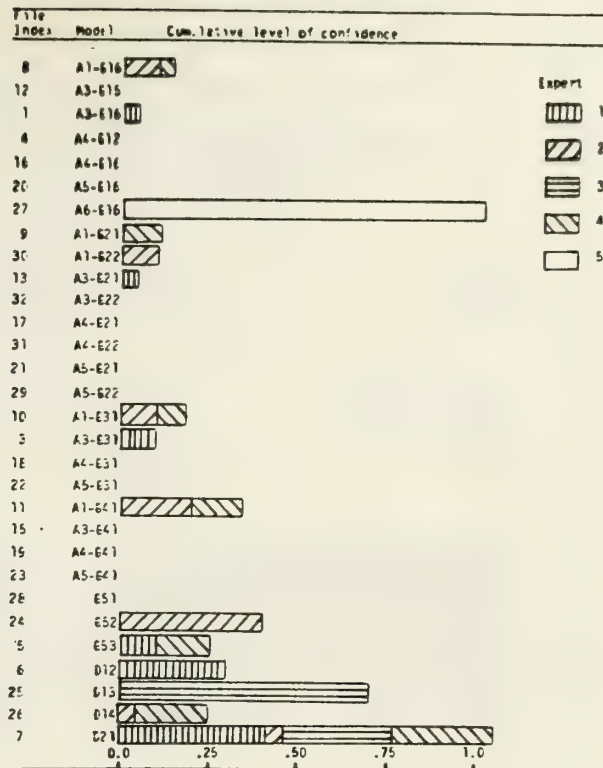 File
Index Model Cumulative level of confidence
8 A1-E16
12 A3-E15
1 A3-E16
4 A4-E12
16 A4-E16
20 A5-E16
27 A6-E16
9 A1-E21
30 A1-E22
13 A3-E21
32 A3-E22
17 A4-E21
31 A4-E22
21 A5-E21
29 A5-E22
10 A1-E31
3 A3-E31
18 A4-E31
22 A5-E31
11 A1-E41
15 A3-E41
19 A4-E41
23 A5-E41
28 E51
24 E52
5 E53
6 D12
25 D13
26 D14
7 D21
0.0 .25 .50 .75 1.0
Expert
1
2
3
4
5